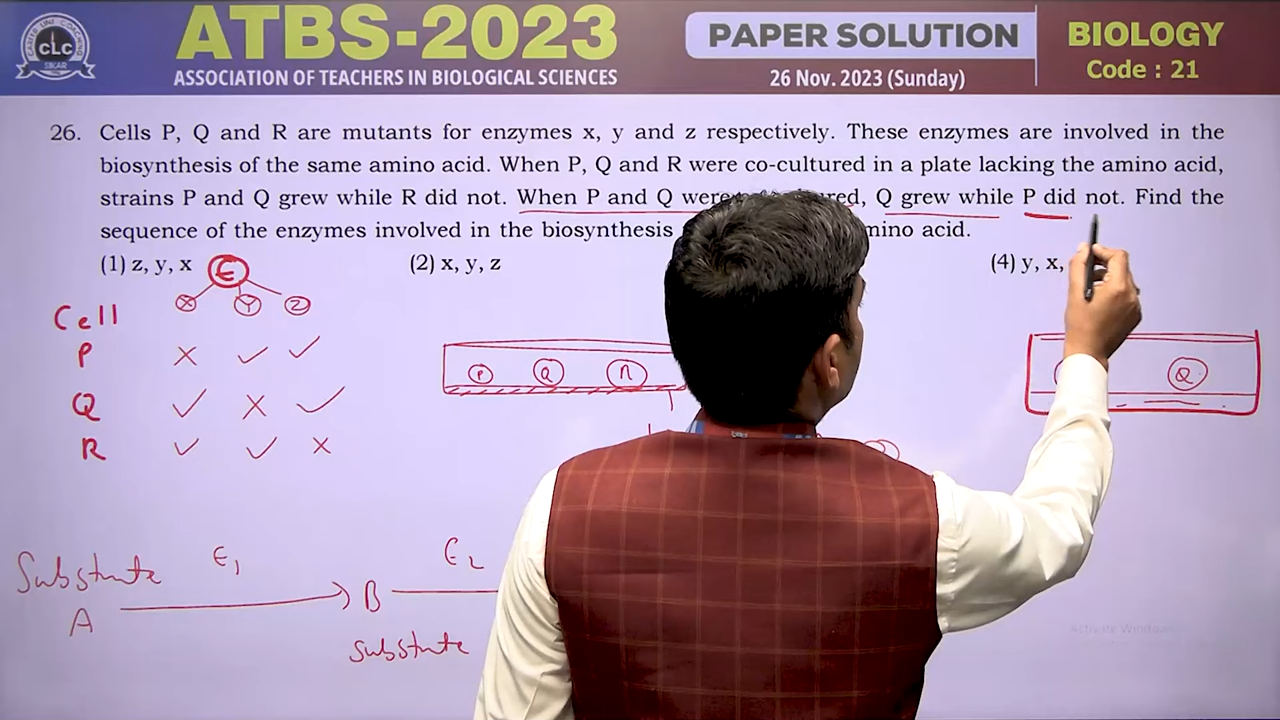 ATBS-2023
ASSOCIATION OF TEACHERS IN BIOLOGICAL SCIENCES
PAPER SOLUTION
26 Nov. 2023 (Sunday)
BIOLOGY
Code : 21
CLC
SIKAR
26. Cells P, Q and R are mutants for enzymes x, y and z respectively. These enzymes are involved in the
biosynthesis of the same amino acid. When P, Q and R were co-cultured in a plate lacking the amino acid,
strains P and Q grew while R did not. When P and Q were Q grew while P did not. Find the
sequence of the enzymes involved in the biosynthesis acid.
(1) z, y, x (2) x, y, z (4) y, x,
E
X Y Z
Cell
P
Q
R
P Q R
Q
Substrate E1 E2
A B
Substrate
Activate Windows